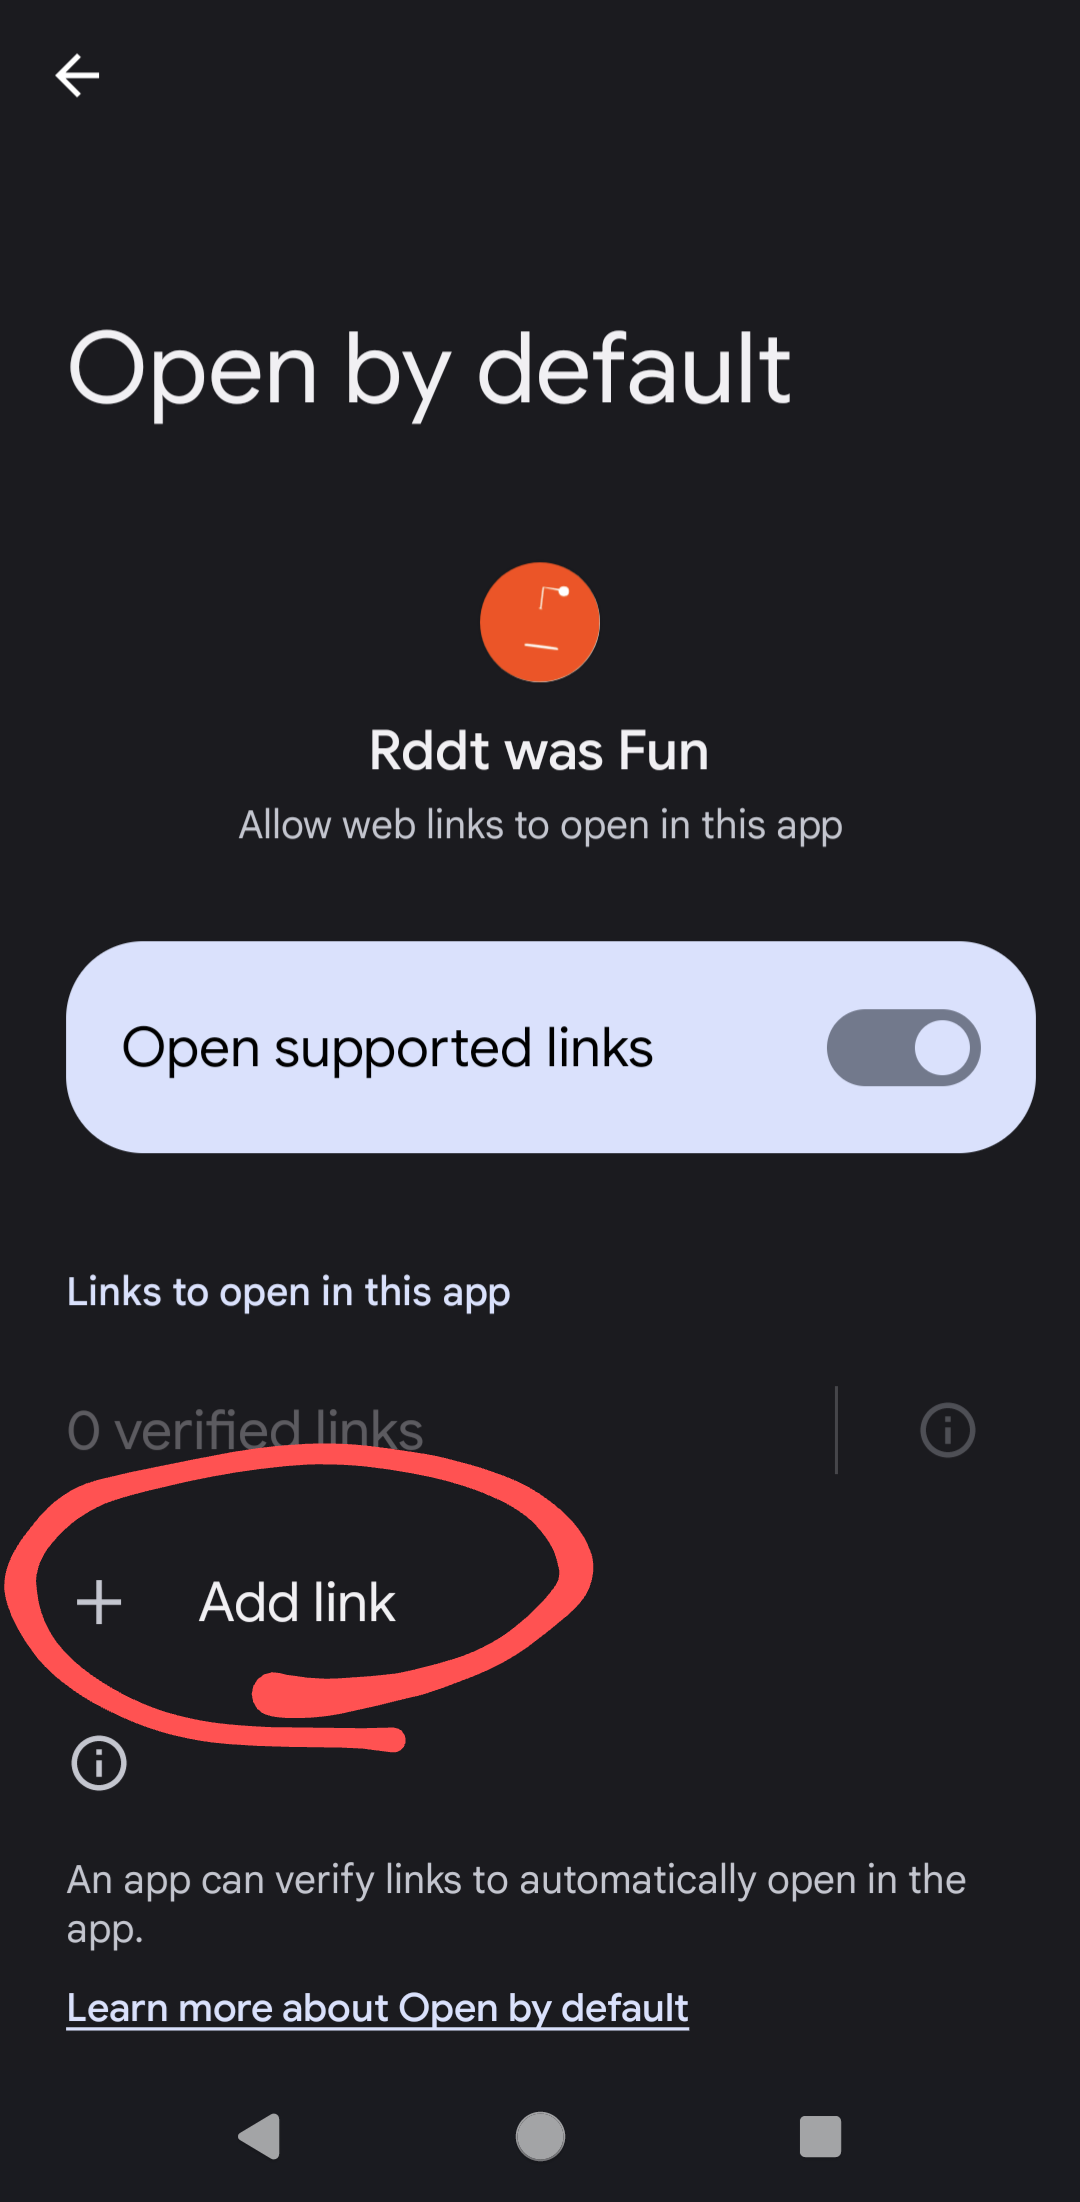 Open by default
Rddt was Fun
Allow web links to open in this app
Open supported links
Links to open in this app
0 verified links
Add link
An app can verify links to automatically open in the
app.
Learn more about Open by default